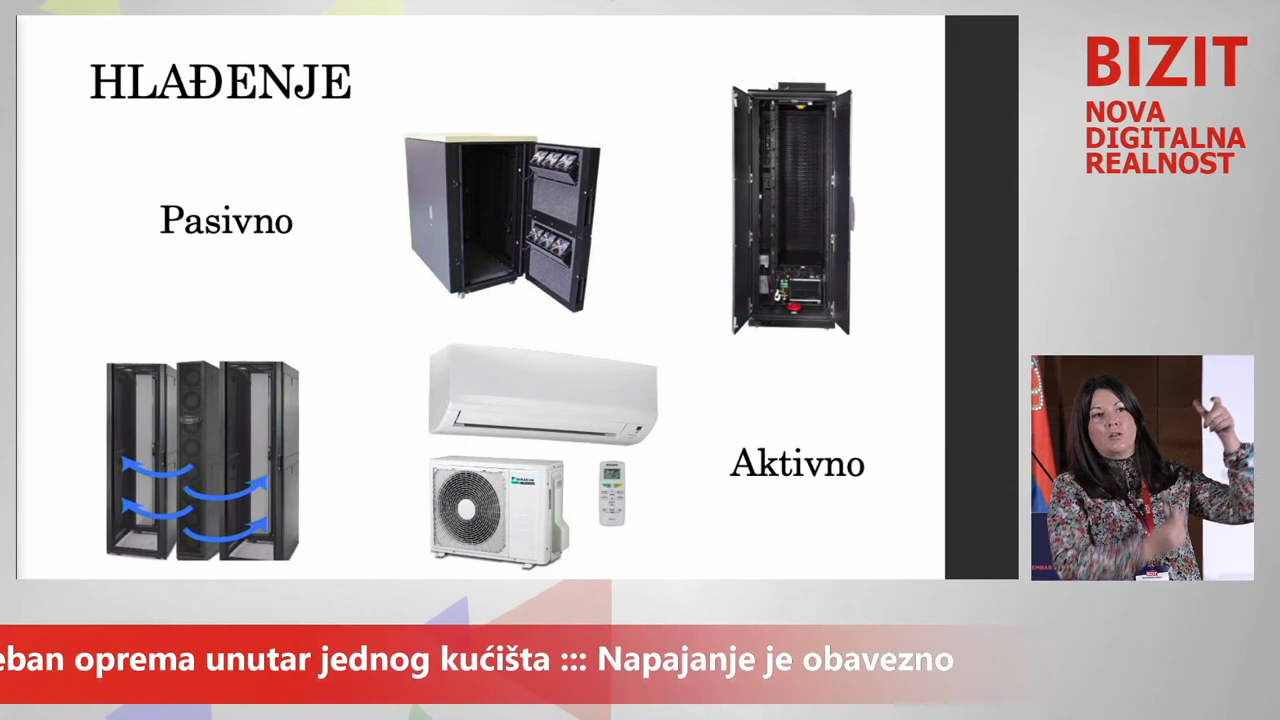 HLAĐENJE
Pasivno
Aktivno
BIZIT
NOVA
DIGITALNA
REALNOST
eban oprema unutar jednog kućišta ::: Napajanje je obavezno